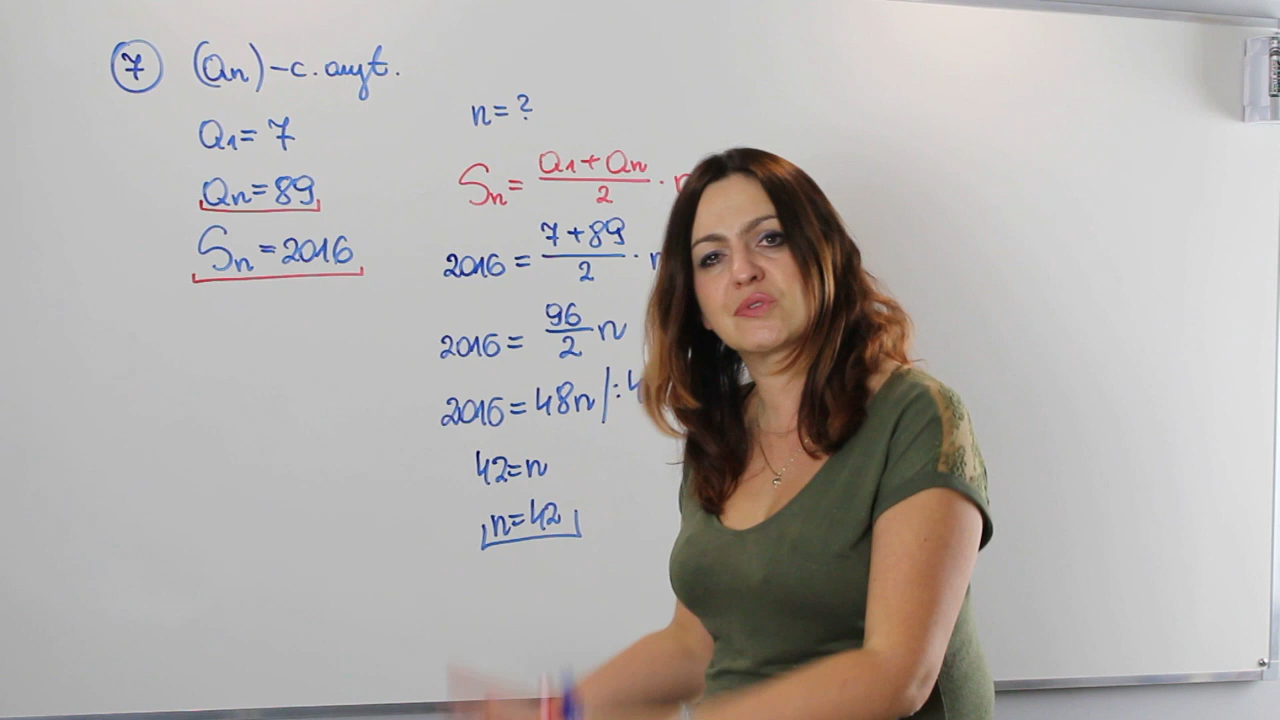 7 (an) – c. aryt.
a1 = 7
an = 89
Sn = 2016
n = ?
Sn = a1 + an / 2 ·
2016 = 7 + 89 / 2 ·
2016 = 96 / 2 n
2016 = 48n / : 4
42 = n
n = 42